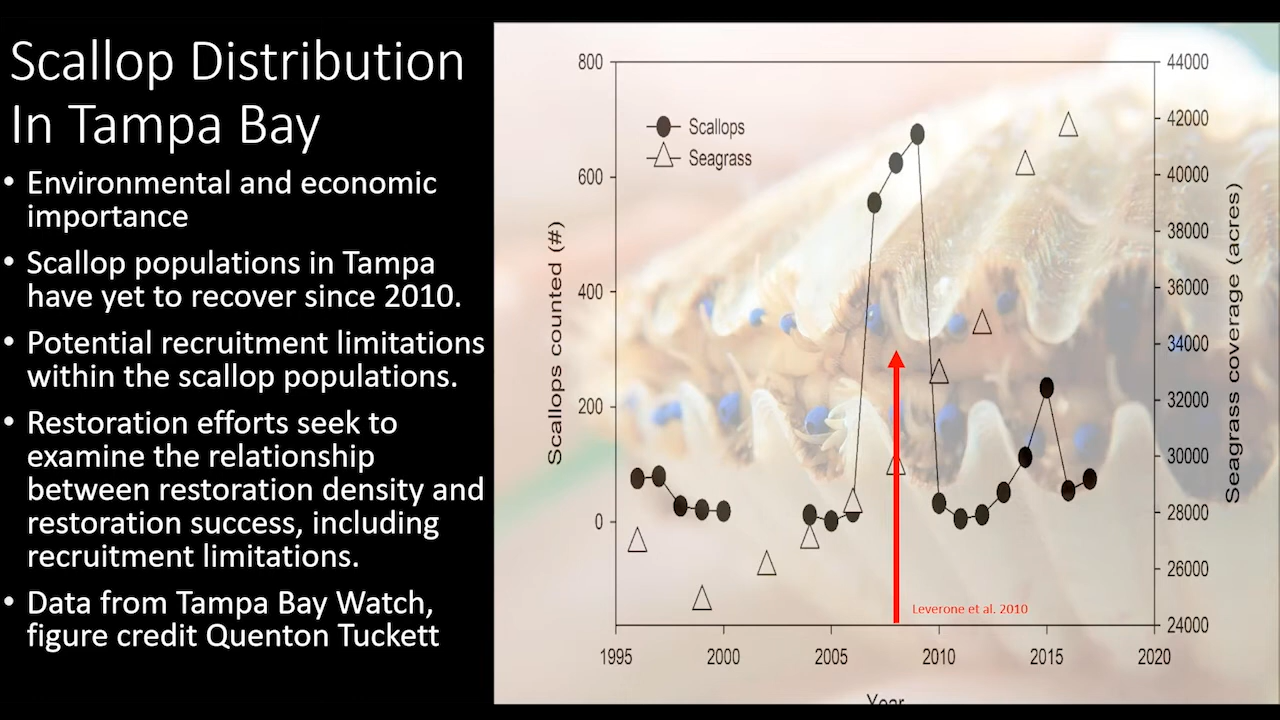 Scallop Distribution
In Tampa Bay
• Environmental and economic
importance
• Scallop populations in Tampa
have yet to recover since 2010.
• Potential recruitment limitations
within the scallop populations.
• Restoration efforts seek to
examine the relationship
between restoration density and
restoration success, including
recruitment limitations.
• Data from Tampa Bay Watch,
figure credit Quenton Tuckett
Scallops counted (#)
800
600
400
200
0
Scallops
Seagrass
Leverone et al. 2010
44000
42000
40000
38000
36000
34000
32000
30000
28000
26000
24000
Seagrass coverage (acres)
1995
2000
2005
2010
2015
2020
Year